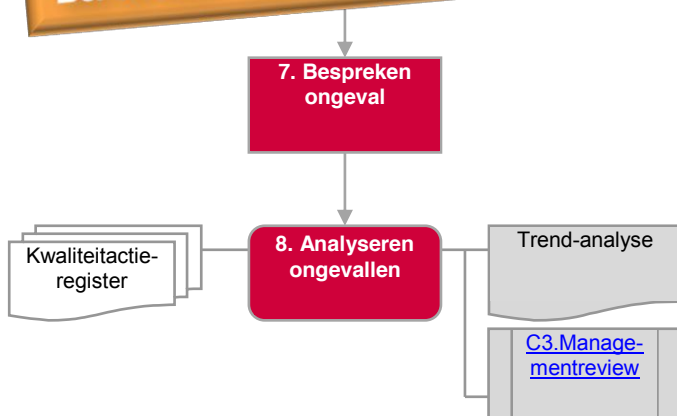 7. Bespreken
ongeval
Kwaliteitactie-
register
8. Analyseren
ongevallen
Trend-analyse
C3.Manage-
mentreview